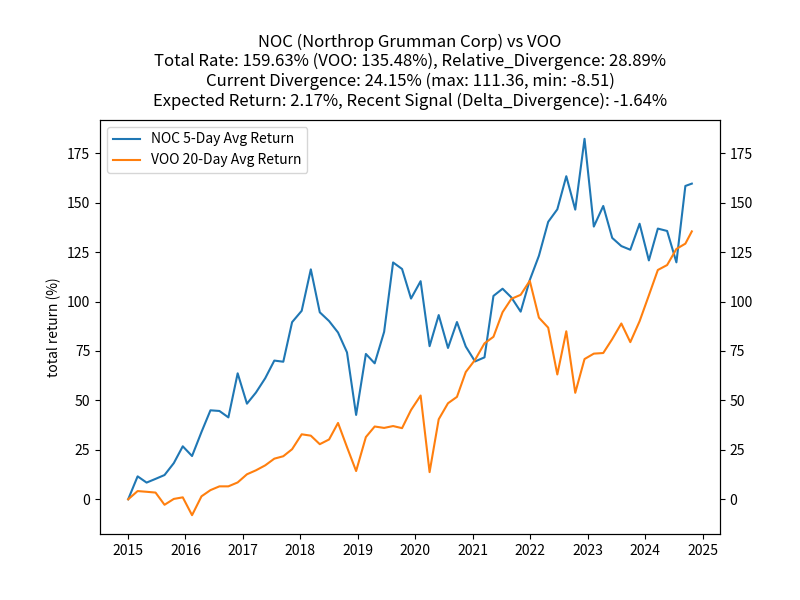 NOC (Northrop Grumman Corp) vs VOO
Total Rate: 159.63% (VOO: 135.48%), Relative_Divergence: 28.89%
Current Divergence: 24.15% (max: 111.36, min: -8.51)
Expected Return: 2.17%, Recent Signal (Delta_Divergence): -1.64%
NOC 5-Day Avg Return
VOO 20-Day Avg Return
total return (%)
175
150
125
100
75
50
25
0
175
150
125
100
75
50
25
0
2015 2016 2017 2018 2019 2020 2021 2022 2023 2024 2025